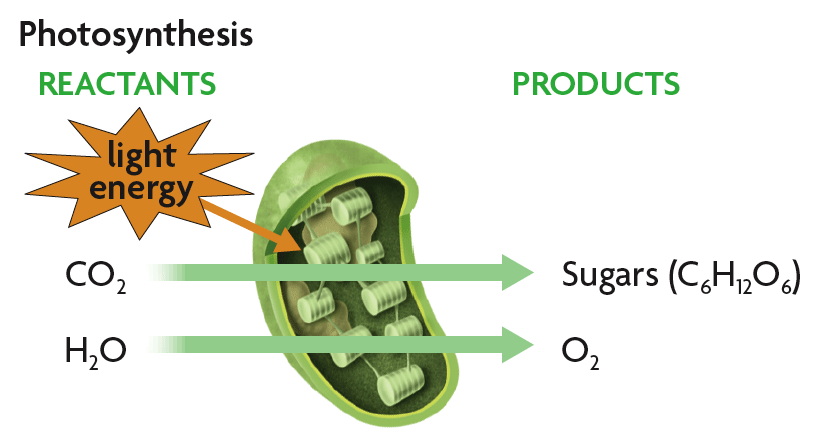 Photosynthesis
REACTANTS
PRODUCTS
light
energy
CO₂
Sugars (C₆H₁₂O₆)
H₂O
O₂